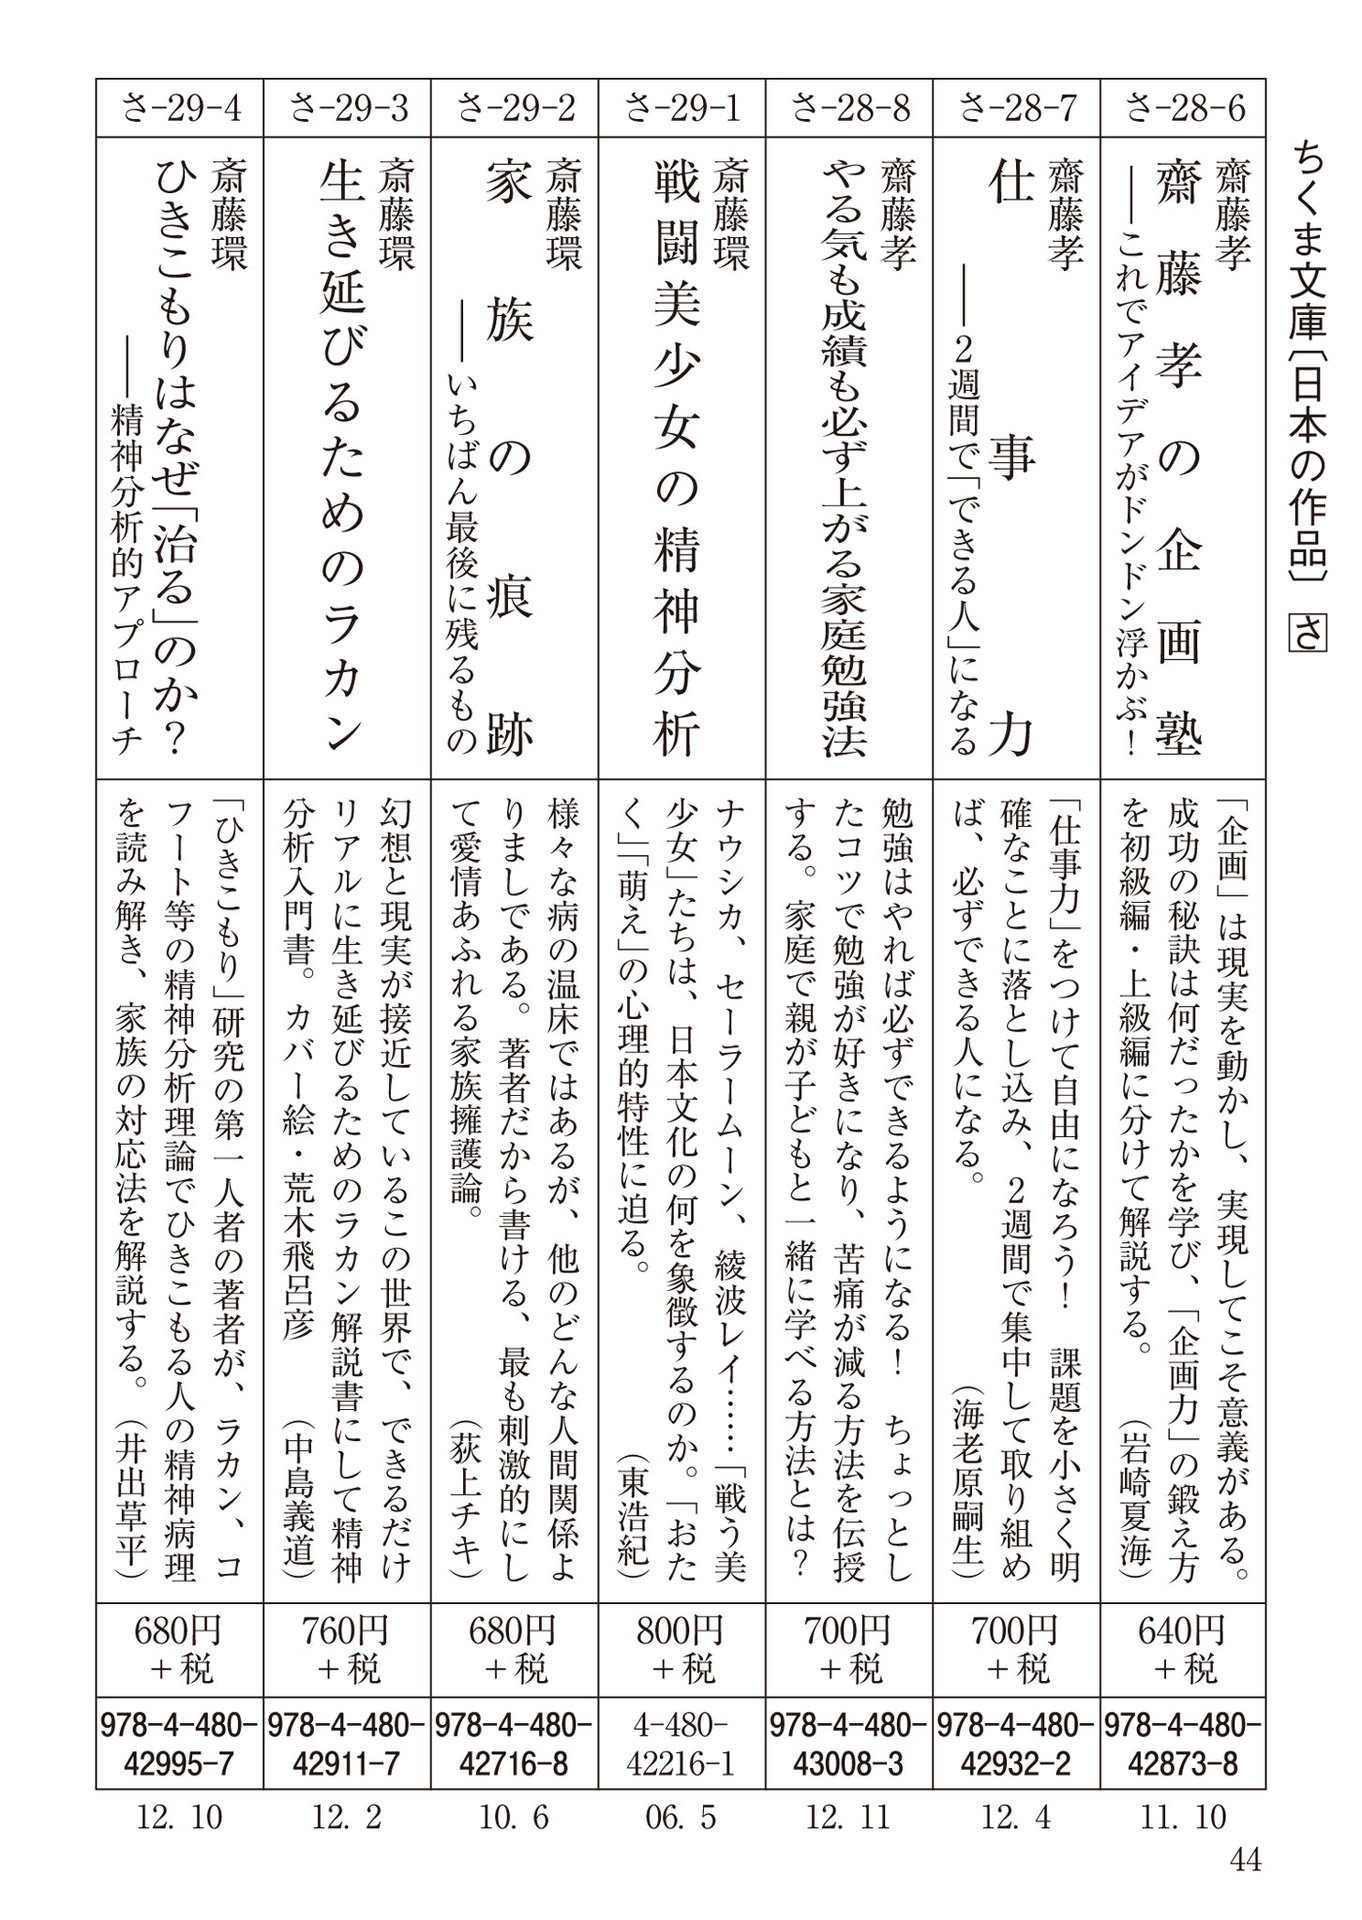 ちくま文庫〔日本の作品〕 さ
さ-28-6
齋藤孝
齋藤孝の企画塾
――これでアイデアがドンドン浮かぶ！
「企画」は現実を動かし、実現してこそ意義がある。
成功の秘訣は何だったかを学び、「企画力」の鍛え方
を初級編・上級編に分けて解説する。　（岩崎夏海）
640円
＋税
978-4-480-
42873-8
11. 10
さ-28-7
齋藤孝
仕事力
――2週間で「できる人」になる
「仕事力」をつけて自由になろう！　課題を小さく明
確なことに落とし込み、2週間で集中して取り組め
ば、必ずできる人になる。　（海老原嗣生）
700円
＋税
978-4-480-
42932-2
12. 4
さ-28-8
齋藤孝
やる気も成績も必ず上がる家庭勉強法
勉強はやれば必ずできるようになる！　ちょっとし
たコツで勉強が好きになり、苦痛が減る方法を伝授
する。家庭で親が子どもと一緒に学べる方法とは？
700円
＋税
978-4-480-
43008-3
12. 11
さ-29-1
斎藤環
戦闘美少女の精神分析
ナウシカ、セーラームーン、綾波レイ……「戦う美
少女」たちは、日本文化の何を象徴するのか。「おた
く」「萌え」の心理的特性に迫る。　（東浩紀）
800円
＋税
4-480-
42216-1
06. 5
さ-29-2
斎藤環
家族の痕跡
――いちばん最後に残るもの
様々な病の温床ではあるが、他のどんな人間関係よ
りましである。著者だから書ける、最も刺激的にし
て愛情あふれる家族擁護論。　（荻上チキ）
680円
＋税
978-4-480-
42716-8
10. 6
さ-29-3
斎藤環
生き延びるためのラカン
幻想と現実が接近しているこの世界で、できるだけ
リアルに生き延びるためのラカン解説書にして精神
分析入門書。カバー絵・荒木飛呂彦　（中島義道）
760円
＋税
978-4-480-
42911-7
12. 2
さ-29-4
斎藤環
ひきこもりはなぜ「治る」のか？
――精神分析的アプローチ
「ひきこもり」研究の第一人者の著者が、ラカン、コ
フート等の精神分析理論でひきこもる人の精神病理
を読み解き、家族の対応法を解説する。　（井出草平）
680円
＋税
978-4-480-
42995-7
12. 10
44